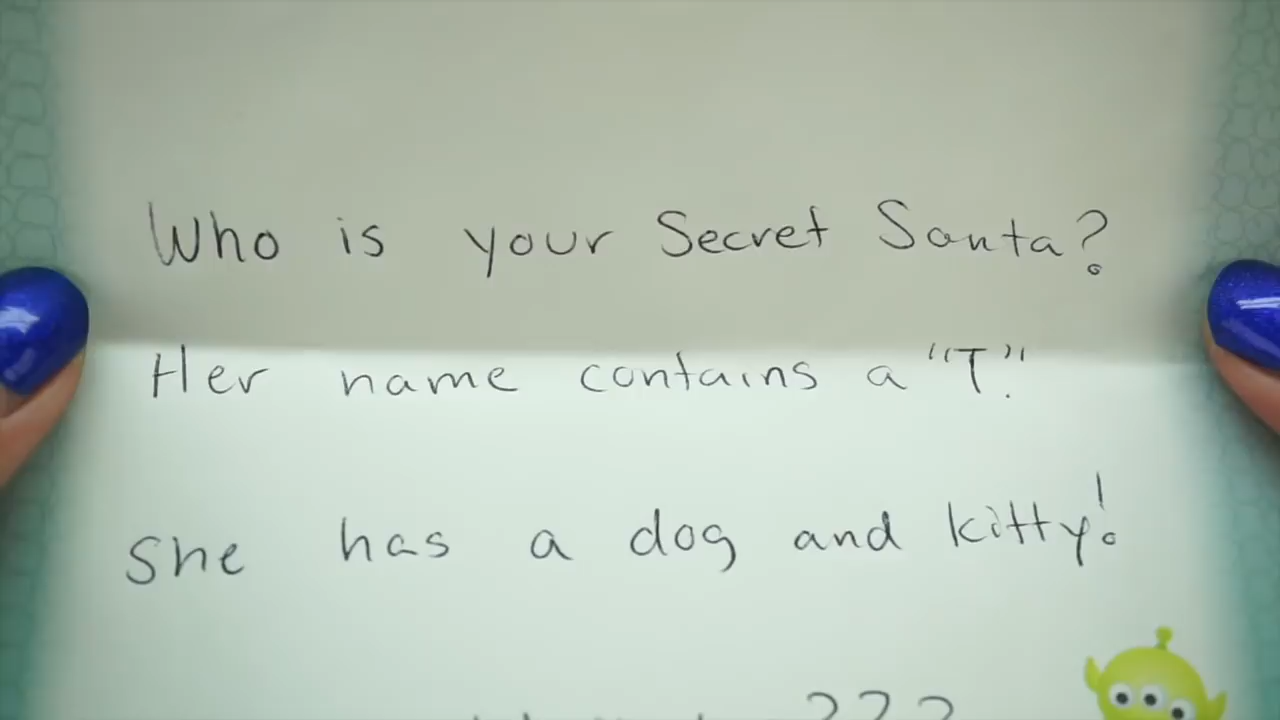 Who is your Secret Santa?
Her name contains a "T."
She has a dog and kitty!
???